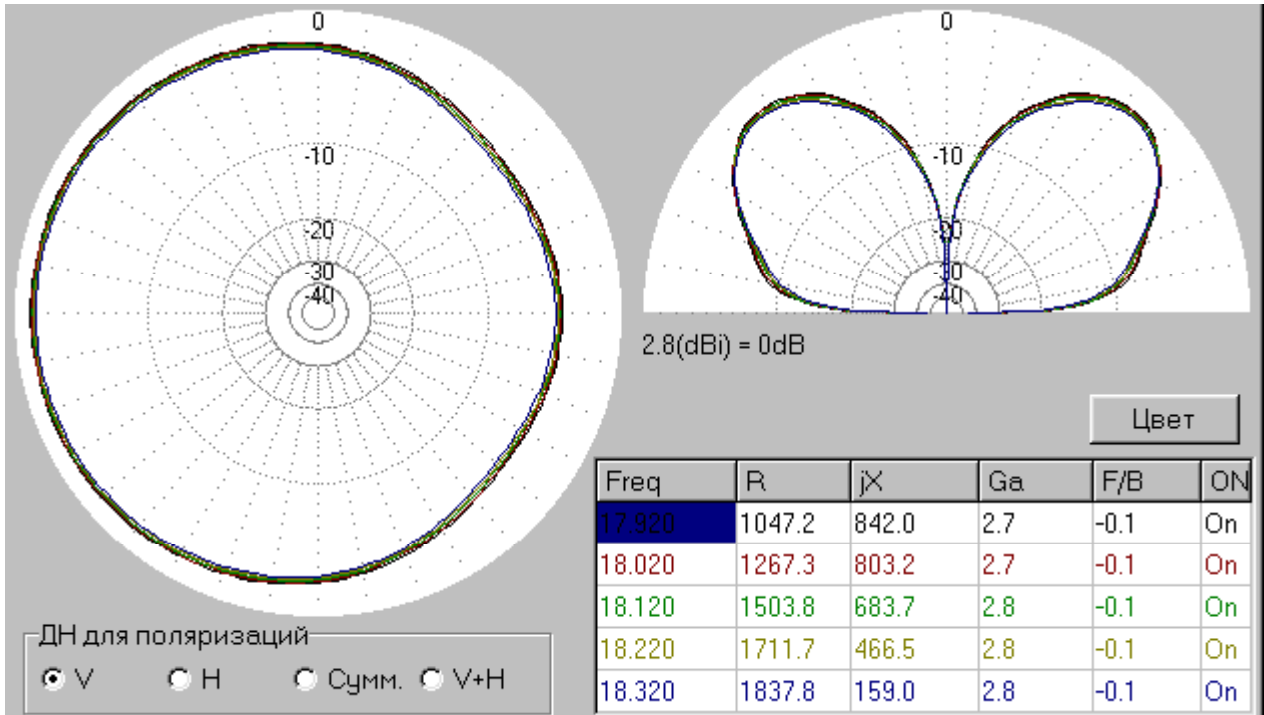 0
-10
-20
-30
-40
0
-10
-20
-30
-40
2.8(dBi) = 0dB
Цвет
Freq R jX Ga F/B ON
17.920 1047.2 842.0 2.7 -0.1 On
18.020 1267.3 803.2 2.7 -0.1 On
18.120 1503.8 683.7 2.8 -0.1 On
18.220 1711.7 466.5 2.8 -0.1 On
18.320 1837.8 159.0 2.8 -0.1 On
ДН для поляризаций
V H Сумм. V+H